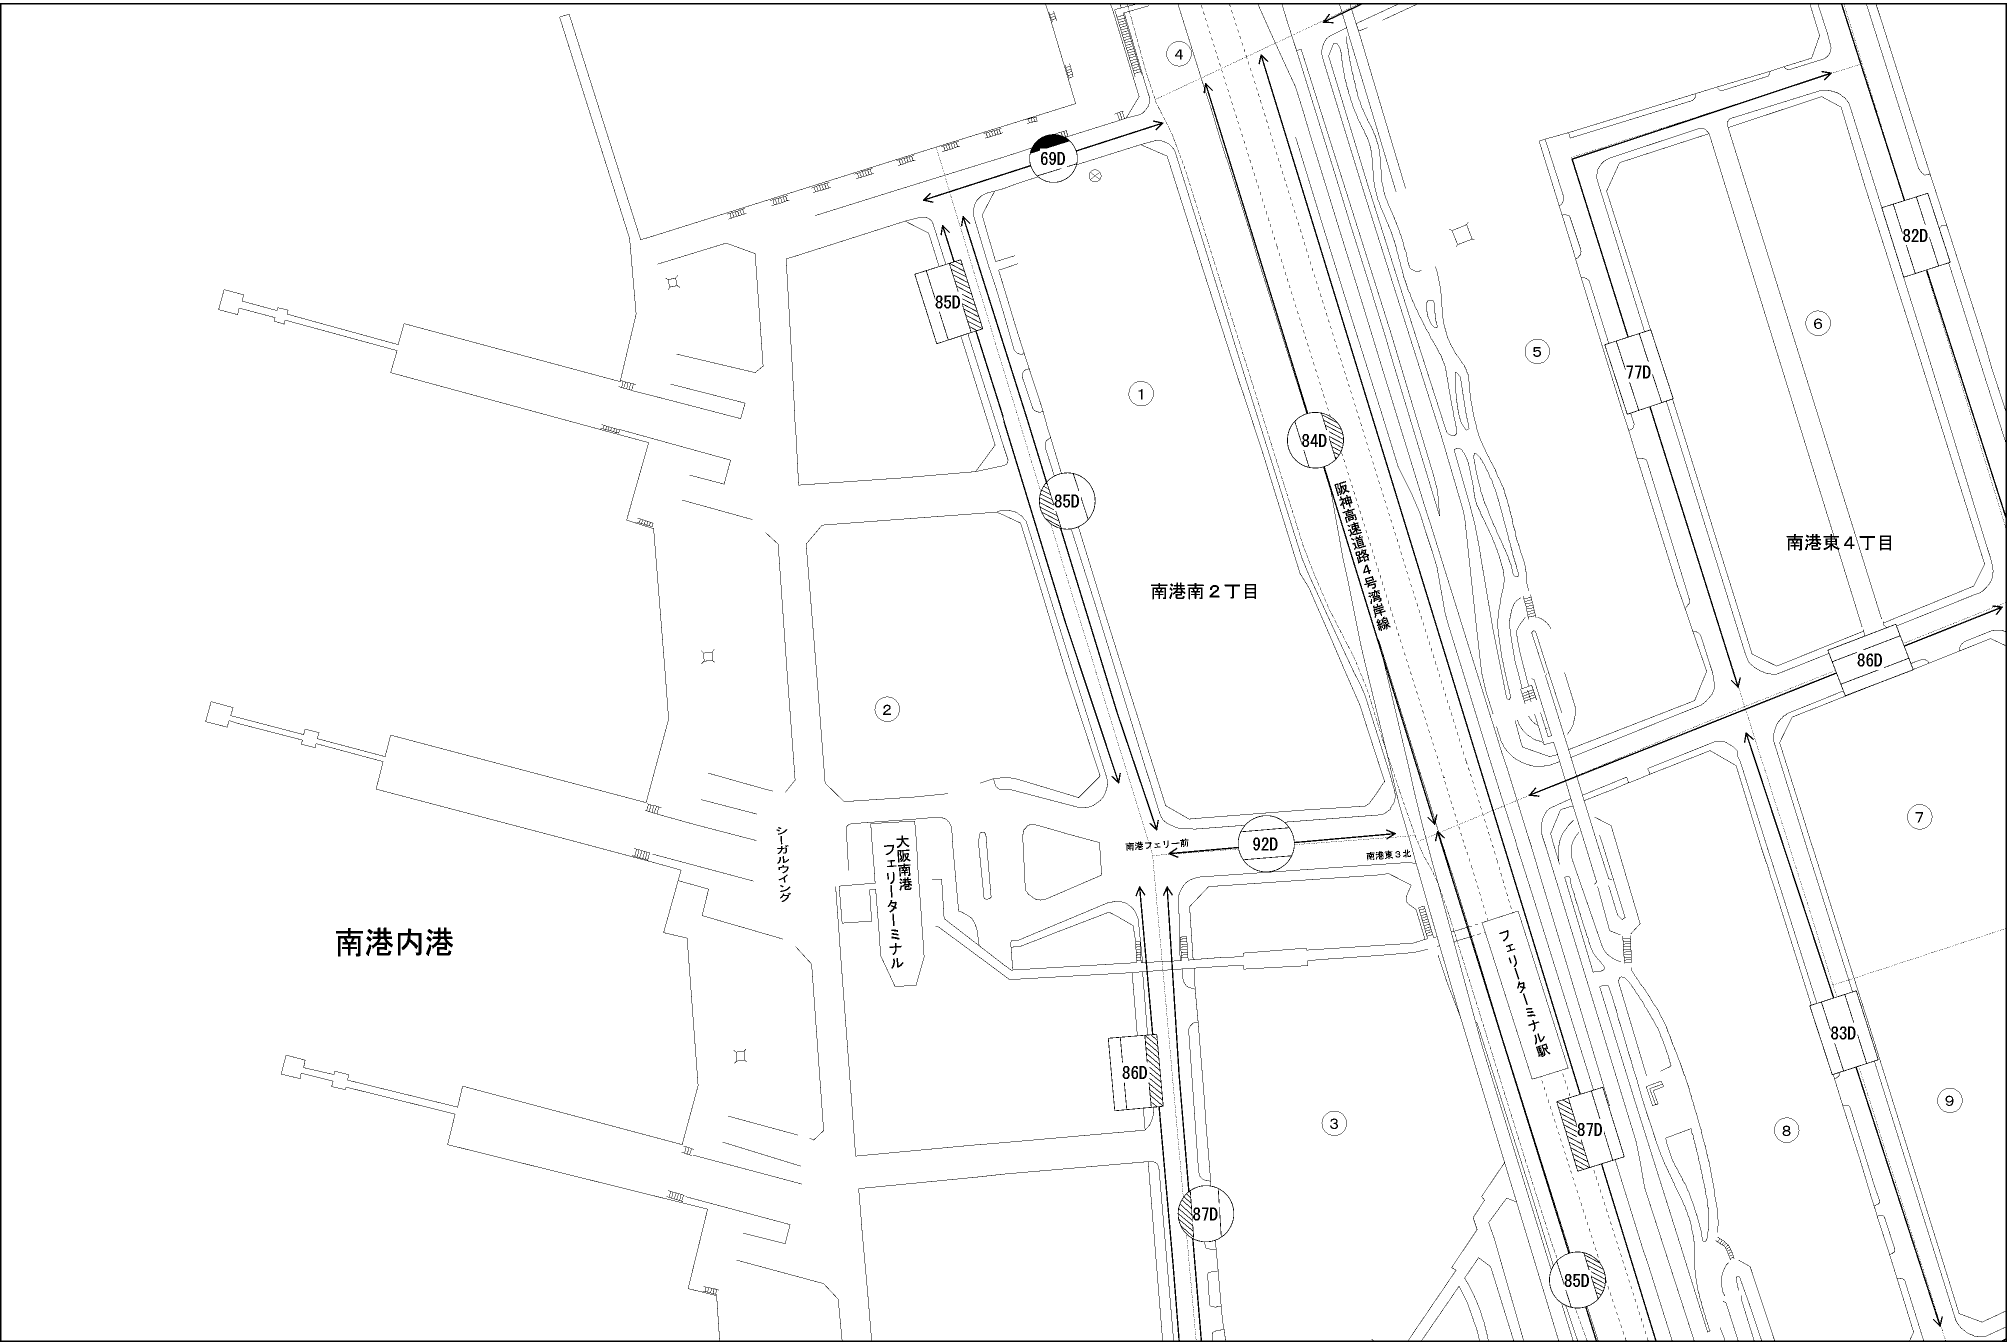 ④
69D
82D
85D
⑥
⑤
77D
①
84D
85D
阪神高速道路4号湾岸線
南港東4丁目
南港南2丁目
86D
②
⑦
シーガルウイング
大阪南港
フェリーターミナル
南港フェリー前
92D
南港東3北
南港内港
フェリーターミナル駅
83D
86D
⑨
③
87D
⑧
87D
85D